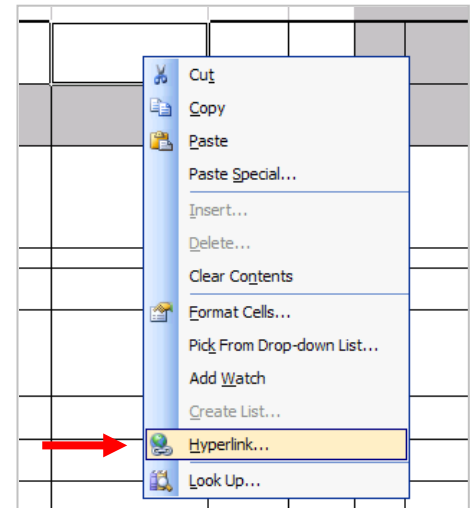 Cut
Copy
Paste
Paste Special...
Insert...
Delete...
Clear Contents
Format Cells...
Pick From Drop-down List...
Add Watch
Create List...
Hyperlink...
Look Up...